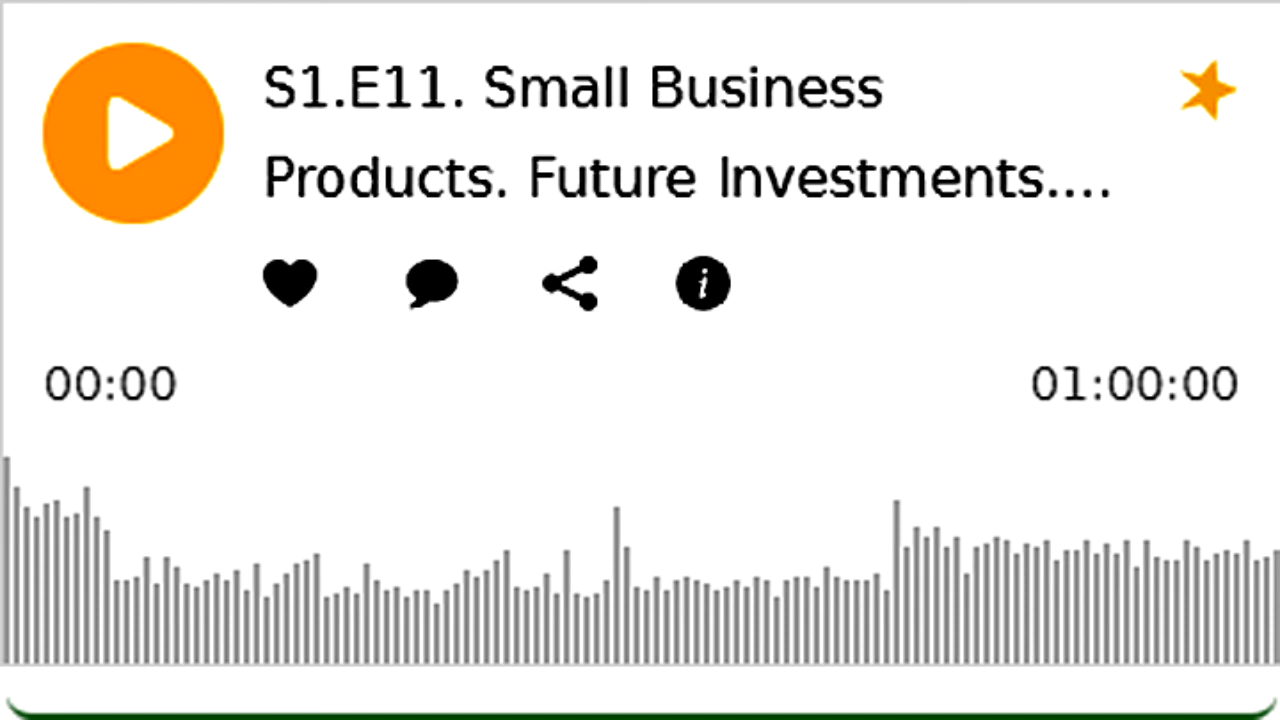 S1.E11. Small Business
Products. Future Investments....
i
00:00
01:00:00